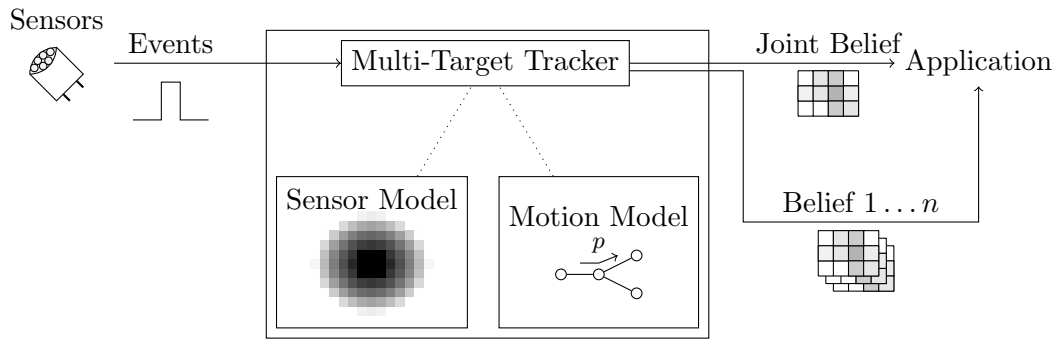 Sensors
Events
Multi-Target Tracker
Joint Belief
Application
Sensor Model
Motion Model
p
Belief 1 … n